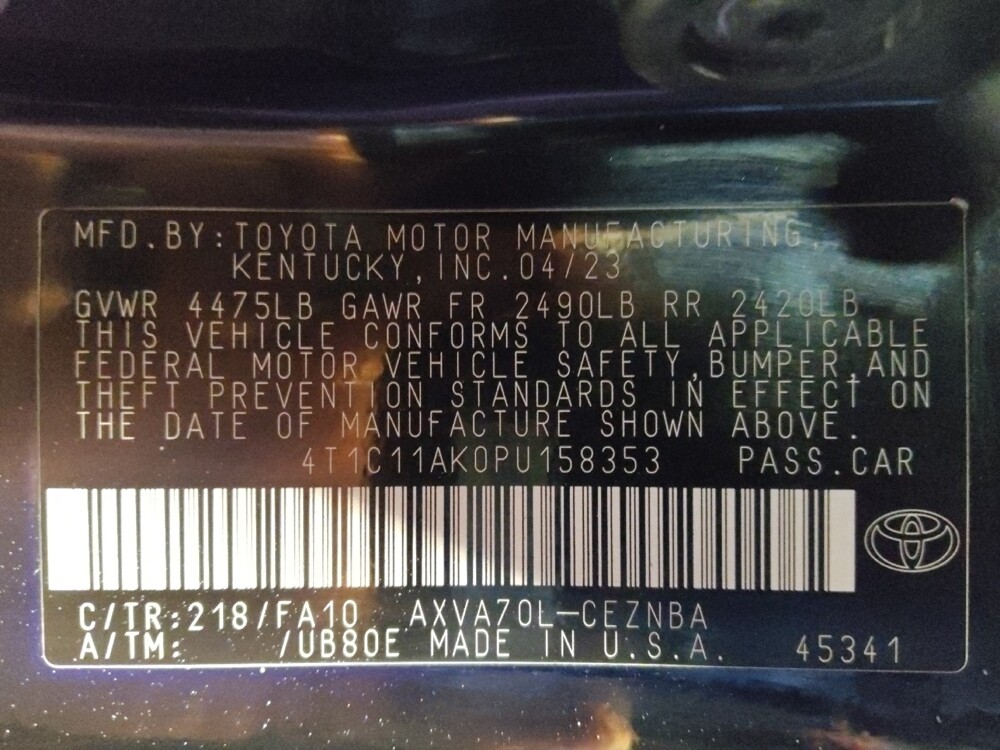 MFD.BY:TOYOTA MOTOR MANUFACTURING,
KENTUCKY,INC.04/23
GVWR 4475LB GAWR FR 2490LB RR 2420LB
THIS VEHICLE CONFORMS TO ALL APPLICABLE
FEDERAL MOTOR VEHICLE SAFETY,BUMPER,AND
THEFT PREVENTION STANDARDS IN EFFECT ON
THE DATE OF MANUFACTURE SHOWN ABOVE.
4T1C11AK0PU158353 PASS.CAR
C/TR:218/FA10 AXVA70L-CEZNBA
A/TM: /UB80E MADE IN U.S.A. 45341